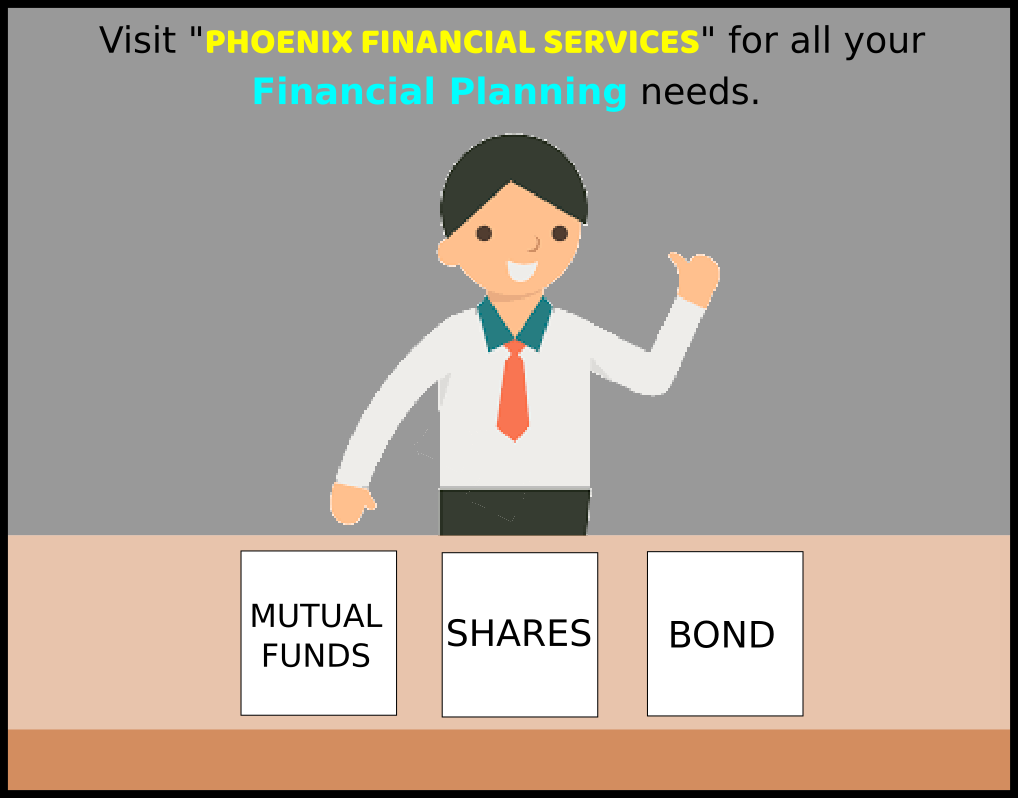 Visit "PHOENIX FINANCIAL SERVICES" for all your
Financial Planning needs.
MUTUAL
FUNDS
SHARES
BOND